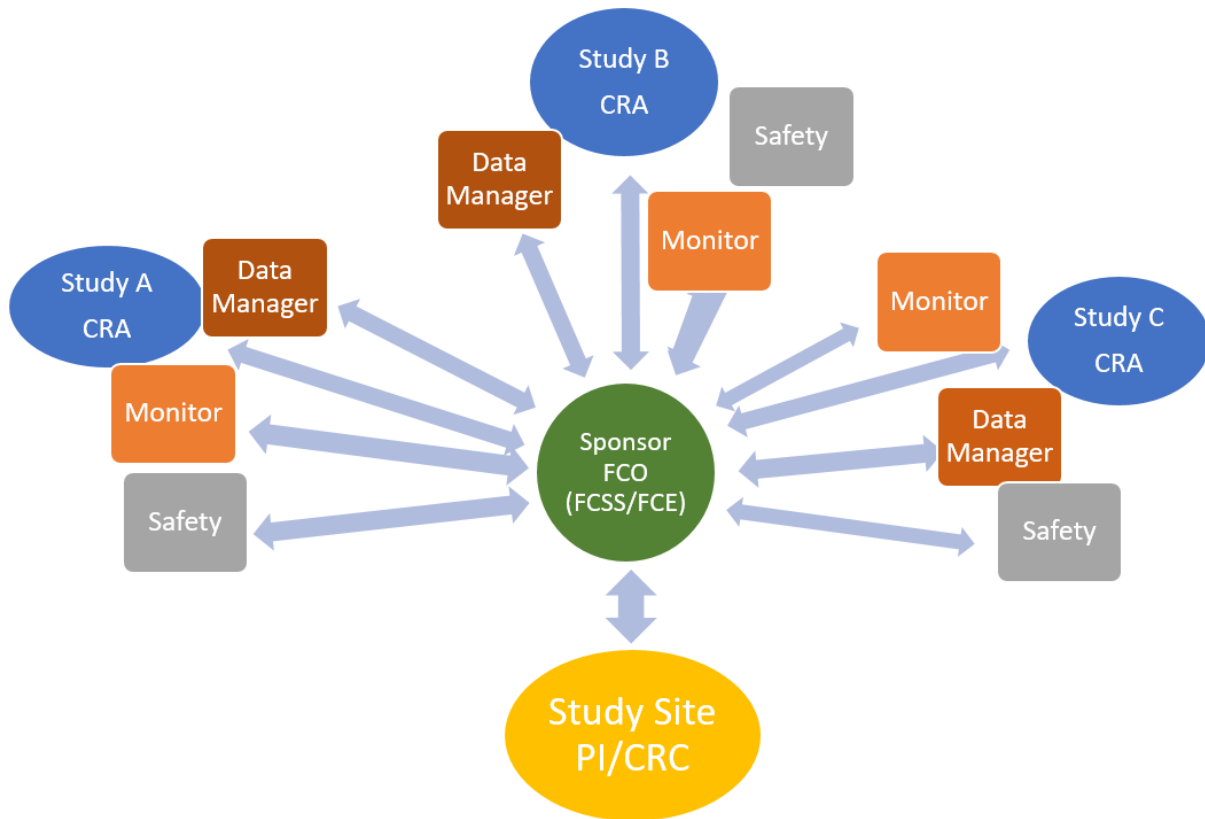 Study B
CRA
Safety
Data
Manager
Monitor
Study A
CRA
Data
Manager
Monitor
Safety
Monitor
Study C
CRA
Data
Manager
Safety
Sponsor
FCO
(FCSS/FCE)
Study Site
PI/CRC